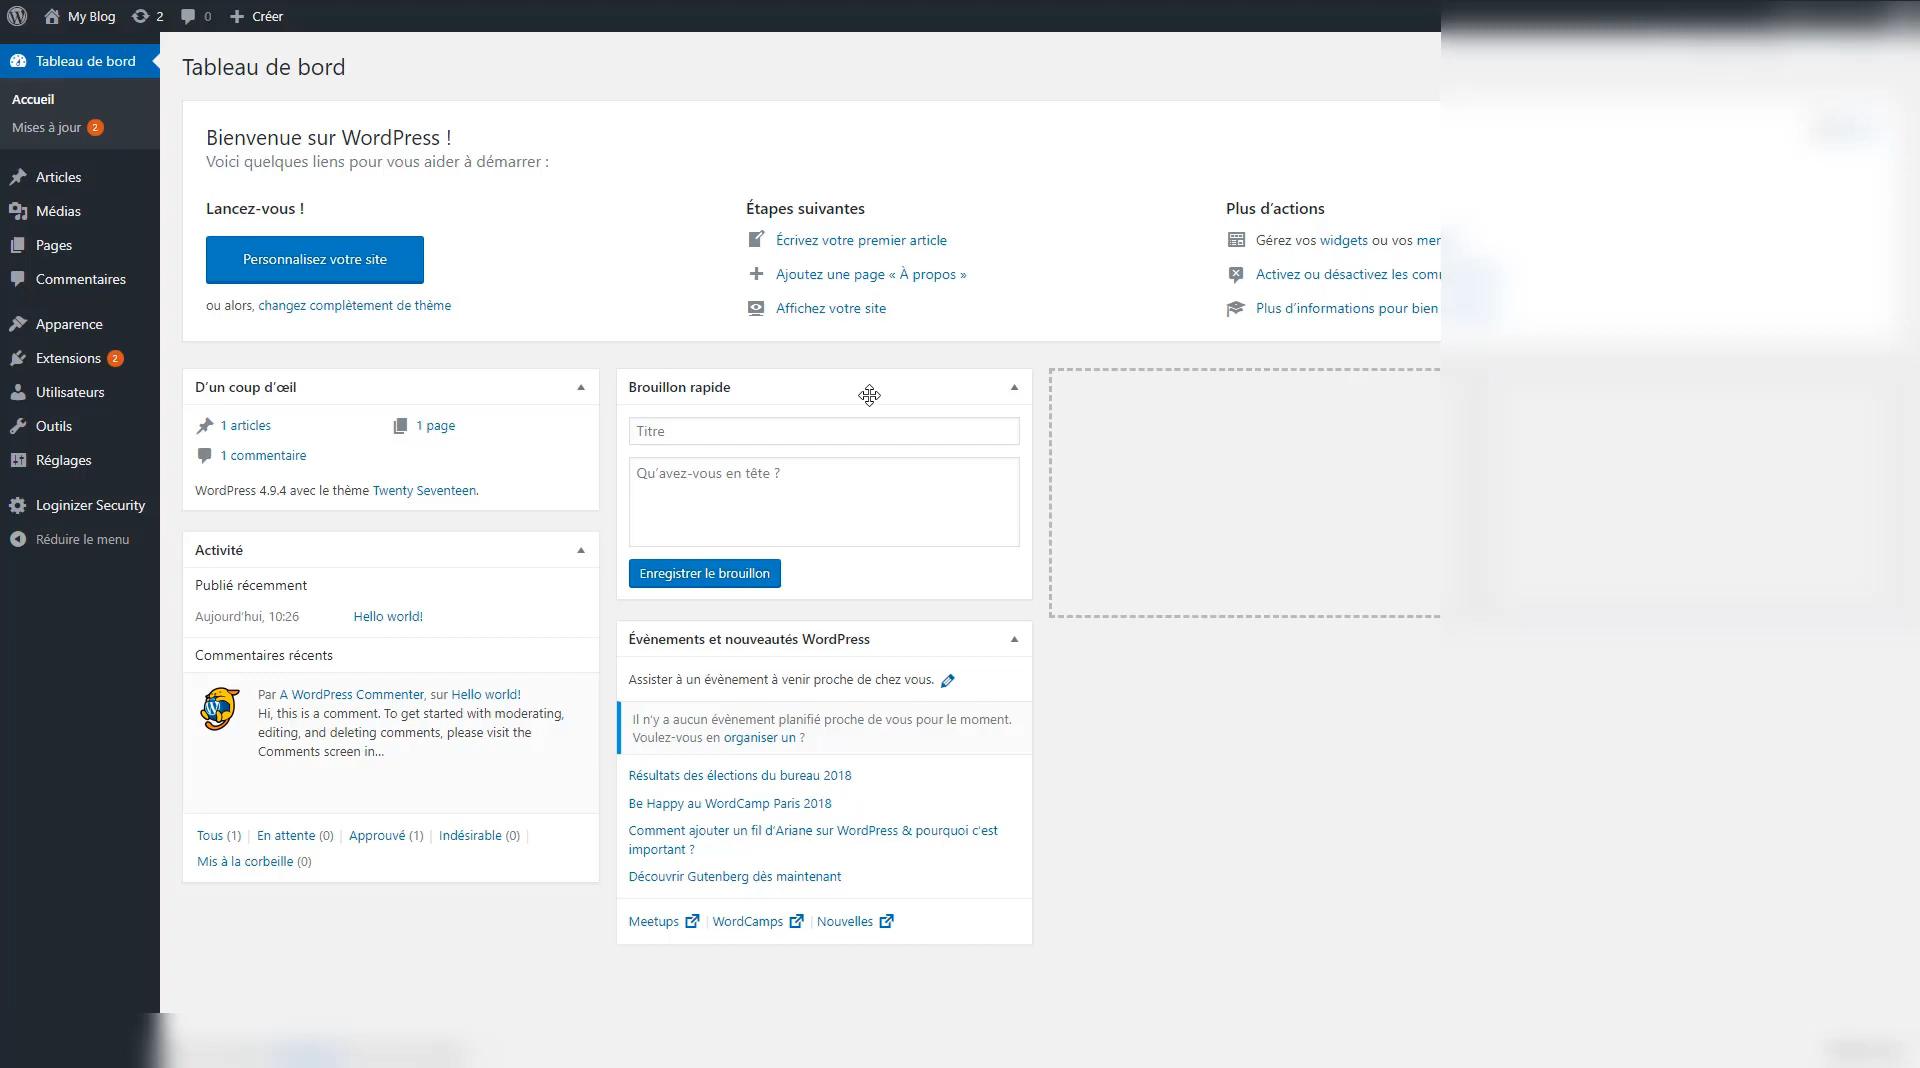 My Blog 2 0 Créer
Tableau de bord
Accueil
Mises à jour 2
Articles
Médias
Pages
Commentaires
Apparence
Extensions 2
Utilisateurs
Outils
Réglages
Loginizer Security
Réduire le menu
Tableau de bord
Bienvenue sur WordPress !
Voici quelques liens pour vous aider à démarrer :
Lancez-vous !
Personnalisez votre site
ou alors, changez complètement de thème
Étapes suivantes
Écrivez votre premier article
Ajoutez une page « À propos »
Affichez votre site
Plus d’actions
Gérez vos widgets ou vos
Activez ou désactivez les
Plus d’informations pour bien
D’un coup d’œil
1 articles 1 page
1 commentaire
WordPress 4.9.4 avec le thème Twenty Seventeen.
Activité
Publié récemment
Aujourd’hui, 10:26 Hello world!
Commentaires récents
Par A WordPress Commenter, sur Hello world!
Hi, this is a comment. To get started with moderating,
editing, and deleting comments, please visit the
Comments screen in…
Tous (1) | En attente (0) | Approuvé (1) | Indésirable (0) |
Mis à la corbeille (0)
Brouillon rapide
Titre
Qu’avez-vous en tête ?
Enregistrer le brouillon
Évènements et nouveautés WordPress
Assister à un évènement à venir proche de chez vous.
Il n’y a aucun évènement planifié proche de vous pour le moment.
Voulez-vous en organiser un ?
Résultats des élections du bureau 2018
Be Happy au WordCamp Paris 2018
Comment ajouter un fil d’Ariane sur WordPress & pourquoi c’est
important ?
Découvrir Gutenberg dès maintenant
Meetups | WordCamps | Nouvelles